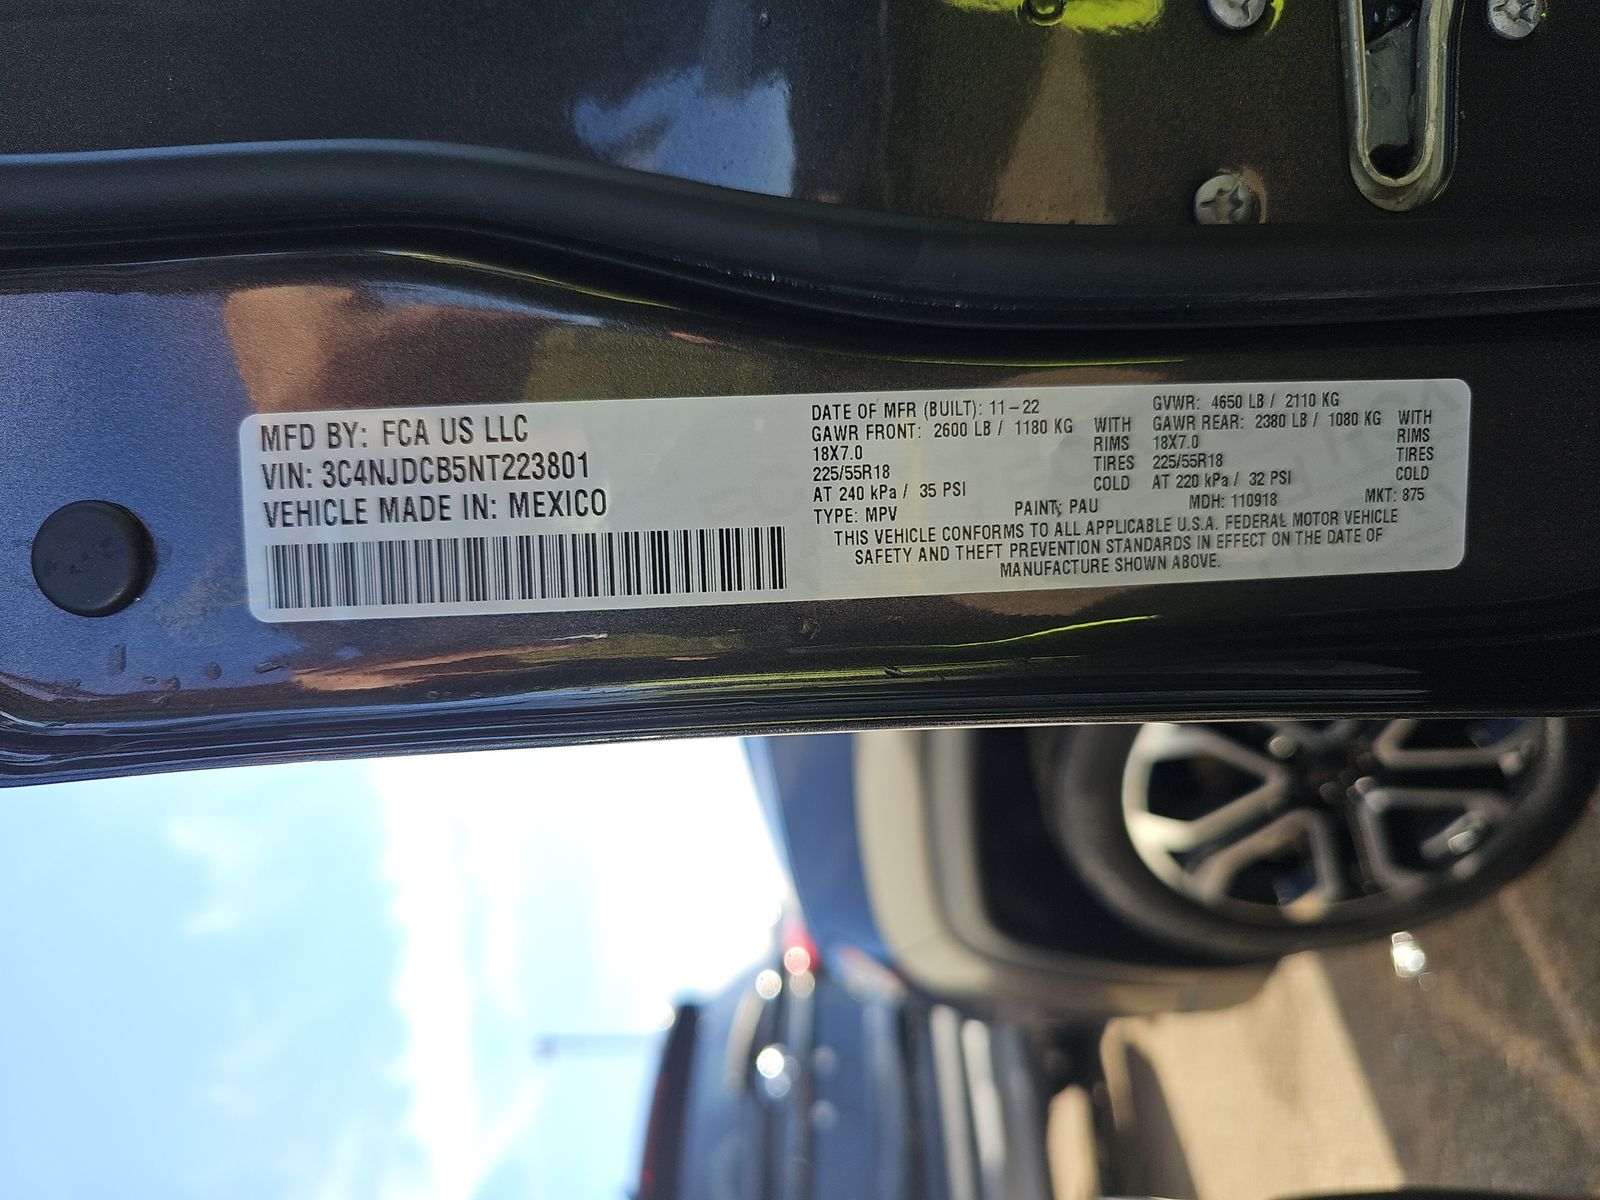 MFD BY: FCA US LLC
VIN: 3C4NJDCB5NT223801
VEHICLE MADE IN: MEXICO
DATE OF MFR (BUILT): 11-22
GAWR FRONT: 2600 LB / 1180 KG WITH
18X7.0 RIMS
225/55R18 TIRES
AT 240 kPa / 35 PSI COLD
GVWR: 4650 LB / 2110 KG
GAWR REAR: 2380 LB / 1080 KG WITH
18X7.0 RIMS
225/55R18 TIRES
AT 220 kPa / 32 PSI COLD
TYPE: MPV PAINT: PAU MDH: 110918 MKT: 875
THIS VEHICLE CONFORMS TO ALL APPLICABLE U.S.A. FEDERAL MOTOR VEHICLE
SAFETY AND THEFT PREVENTION STANDARDS IN EFFECT ON THE DATE OF
MANUFACTURE SHOWN ABOVE.